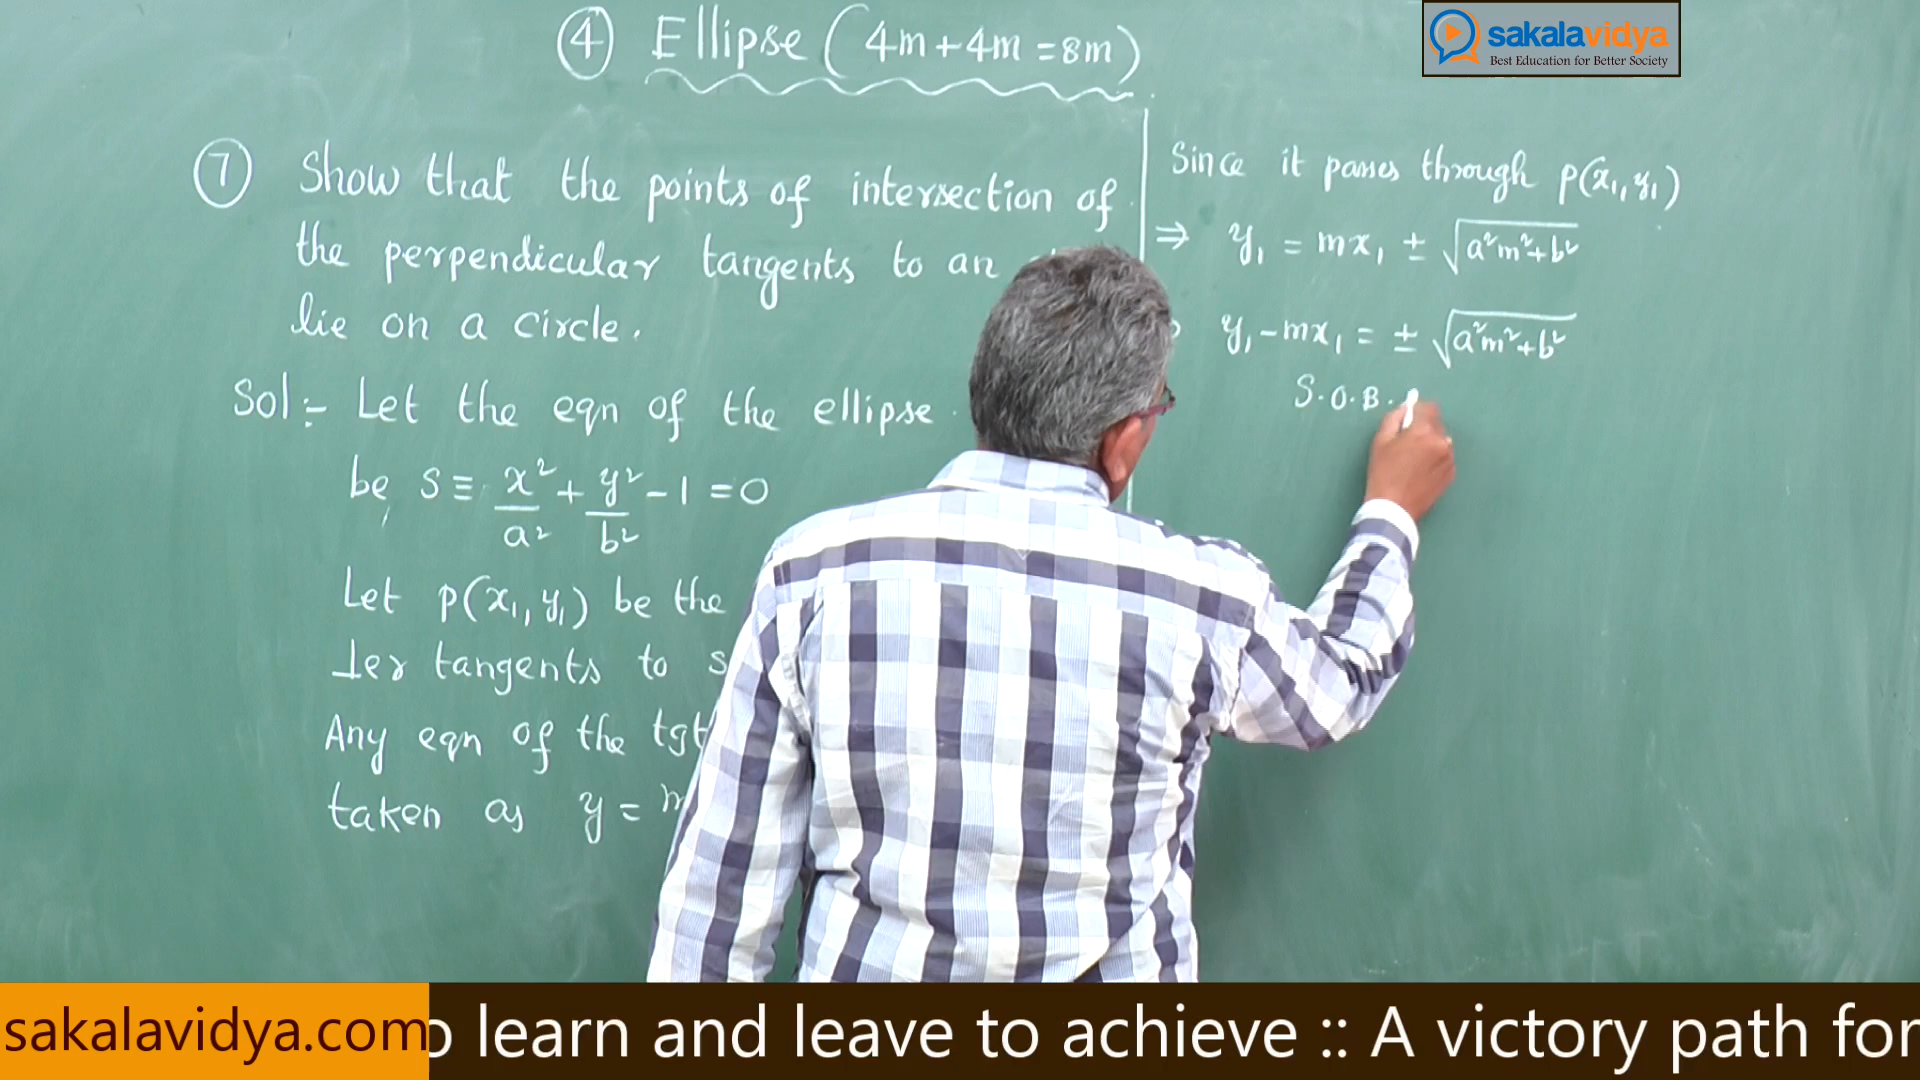 ④ Ellipse (4m+4m=8m)
sakalavidya
Best Education for Better Society
⑦ Show that the points of intersection of
the perpendicular tangents to an
lie on a circle.
Sol:- Let the eqn of the ellipse
be S ≡ x²/a² + y²/b² - 1 = 0
Let p(x₁, y₁) be the
⊥er tangents to s
Any eqn of the tgt
taken as y = m
Since it passes through p(x₁, y₁)
⇒ y₁ = mx₁ ± √a²m²+b²
y₁ - mx₁ = ± √a²m²+b²
S.O.B.
sakalavidya.com
o learn and leave to achieve :: A victory path for